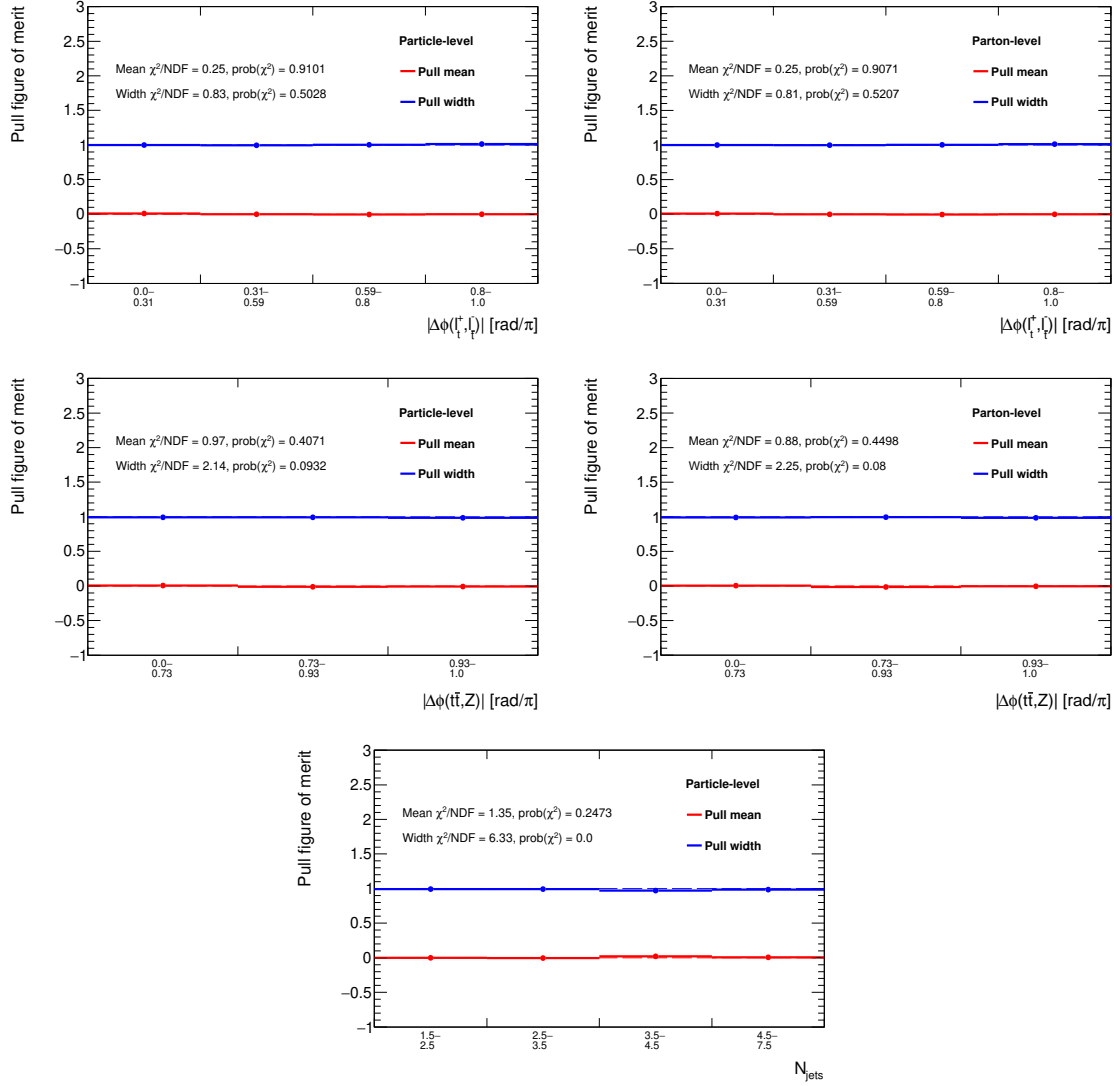 Pull figure of merit
3
2.5
2
1.5
1
0.5
0
−0.5
−1
Particle-level
Mean χ²/NDF = 0.25, prob(χ²) = 0.9101
Pull mean
Width χ²/NDF = 0.83, prob(χ²) = 0.5028
Pull width
0.0–
0.31
0.31–
0.59
0.59–
0.8
0.8–
1.0
|Δϕ(l⁺ₜ,l⁻t̄)| [rad/π]
Pull figure of merit
3
2.5
2
1.5
1
0.5
0
−0.5
−1
Parton-level
Mean χ²/NDF = 0.25, prob(χ²) = 0.9071
Pull mean
Width χ²/NDF = 0.81, prob(χ²) = 0.5207
Pull width
0.0–
0.31
0.31–
0.59
0.59–
0.8
0.8–
1.0
|Δϕ(l⁺ₜ,l⁻t̄)| [rad/π]
Pull figure of merit
3
2.5
2
1.5
1
0.5
0
−0.5
−1
Particle-level
Mean χ²/NDF = 0.97, prob(χ²) = 0.4071
Pull mean
Width χ²/NDF = 2.14, prob(χ²) = 0.0932
Pull width
0.0–
0.73
0.73–
0.93
0.93–
1.0
|Δϕ(tt̄,Z)| [rad/π]
Pull figure of merit
3
2.5
2
1.5
1
0.5
0
−0.5
−1
Parton-level
Mean χ²/NDF = 0.88, prob(χ²) = 0.4498
Pull mean
Width χ²/NDF = 2.25, prob(χ²) = 0.08
Pull width
0.0–
0.73
0.73–
0.93
0.93–
1.0
|Δϕ(tt̄,Z)| [rad/π]
Pull figure of merit
3
2.5
2
1.5
1
0.5
0
−0.5
−1
Particle-level
Mean χ²/NDF = 1.35, prob(χ²) = 0.2473
Pull mean
Width χ²/NDF = 6.33, prob(χ²) = 0.0
Pull width
1.5–
2.5
2.5–
3.5
3.5–
4.5
4.5–
7.5
N_jets